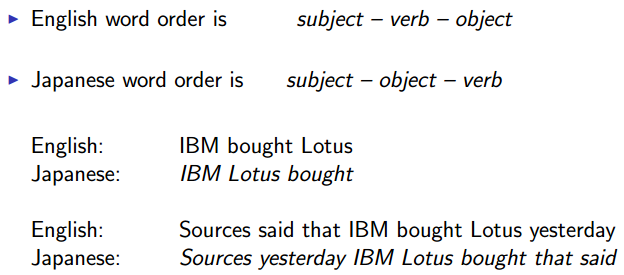 ▶ English word order is subject – verb – object
▶ Japanese word order is subject – object – verb
English: IBM bought Lotus
Japanese: IBM Lotus bought
English: Sources said that IBM bought Lotus yesterday
Japanese: Sources yesterday IBM Lotus bought that said